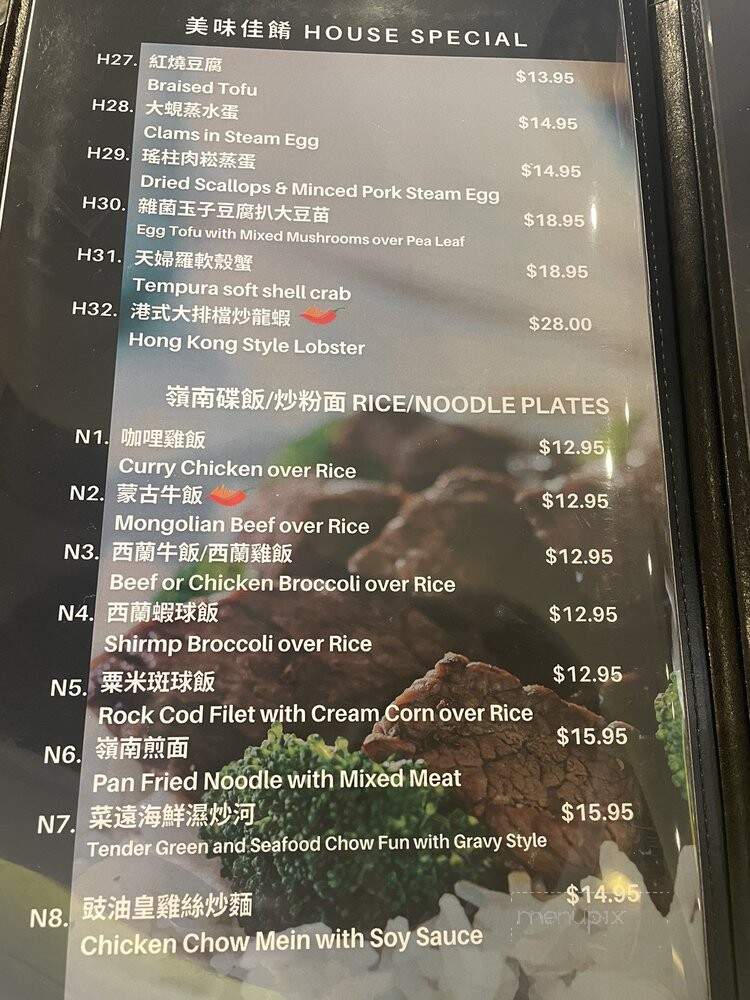 美味佳餚 HOUSE SPECIAL
H27. 紅燒豆腐 $13.95
Braised Tofu
H28. 大蜆蒸水蛋 $14.95
Clams in Steam Egg
H29. 瑤柱肉崧蒸蛋 $14.95
Dried Scallops & Minced Pork Steam Egg
H30. 雜菌玉子豆腐扒大豆苗 $18.95
Egg Tofu with Mixed Mushrooms over Pea Leaf
H31. 天婦羅軟殼蟹 $18.95
Tempura soft shell crab
H32. 港式大排檔炒龍蝦 $28.00
Hong Kong Style Lobster
嶺南碟飯/炒粉面 RICE/NOODLE PLATES
N1. 咖哩雞飯 $12.95
Curry Chicken over Rice
N2. 蒙古牛飯 $12.95
Mongolian Beef over Rice
N3. 西蘭牛飯/西蘭雞飯 $12.95
Beef or Chicken Broccoli over Rice
N4. 西蘭蝦球飯 $12.95
Shirmp Broccoli over Rice
N5. 粟米斑球飯 $12.95
Rock Cod Filet with Cream Corn over Rice
N6. 嶺南煎面 $15.95
Pan Fried Noodle with Mixed Meat
N7. 菜遠海鮮濕炒河 $15.95
Tender Green and Seafood Chow Fun with Gravy Style
N8. 豉油皇雞絲炒麵 $14.95
Chicken Chow Mein with Soy Sauce
menupix